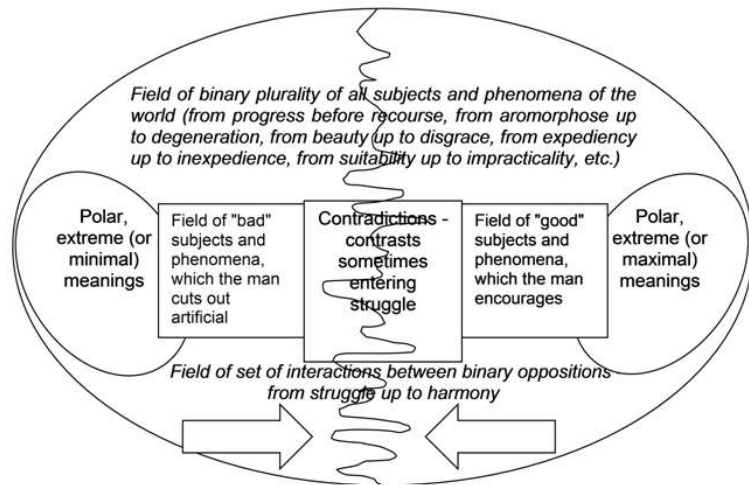 Field of binary plurality of all subjects and phenomena of the
world (from progress before recourse, from aromorphose up
to degeneration, from beauty up to disgrace, from expediency
up to inexpedience, from suitability up to impracticality, etc.)
Polar,
extreme (or
minimal)
meanings
Field of "bad"
subjects and
phenomena,
which the man
cuts out
artificial
Contradictions -
contrasts
sometimes
entering
struggle
Field of "good"
subjects and
phenomena,
which the man
encourages
Polar,
extreme (or
maximal)
meanings
Field of set of interactions between binary oppositions
from struggle up to harmony